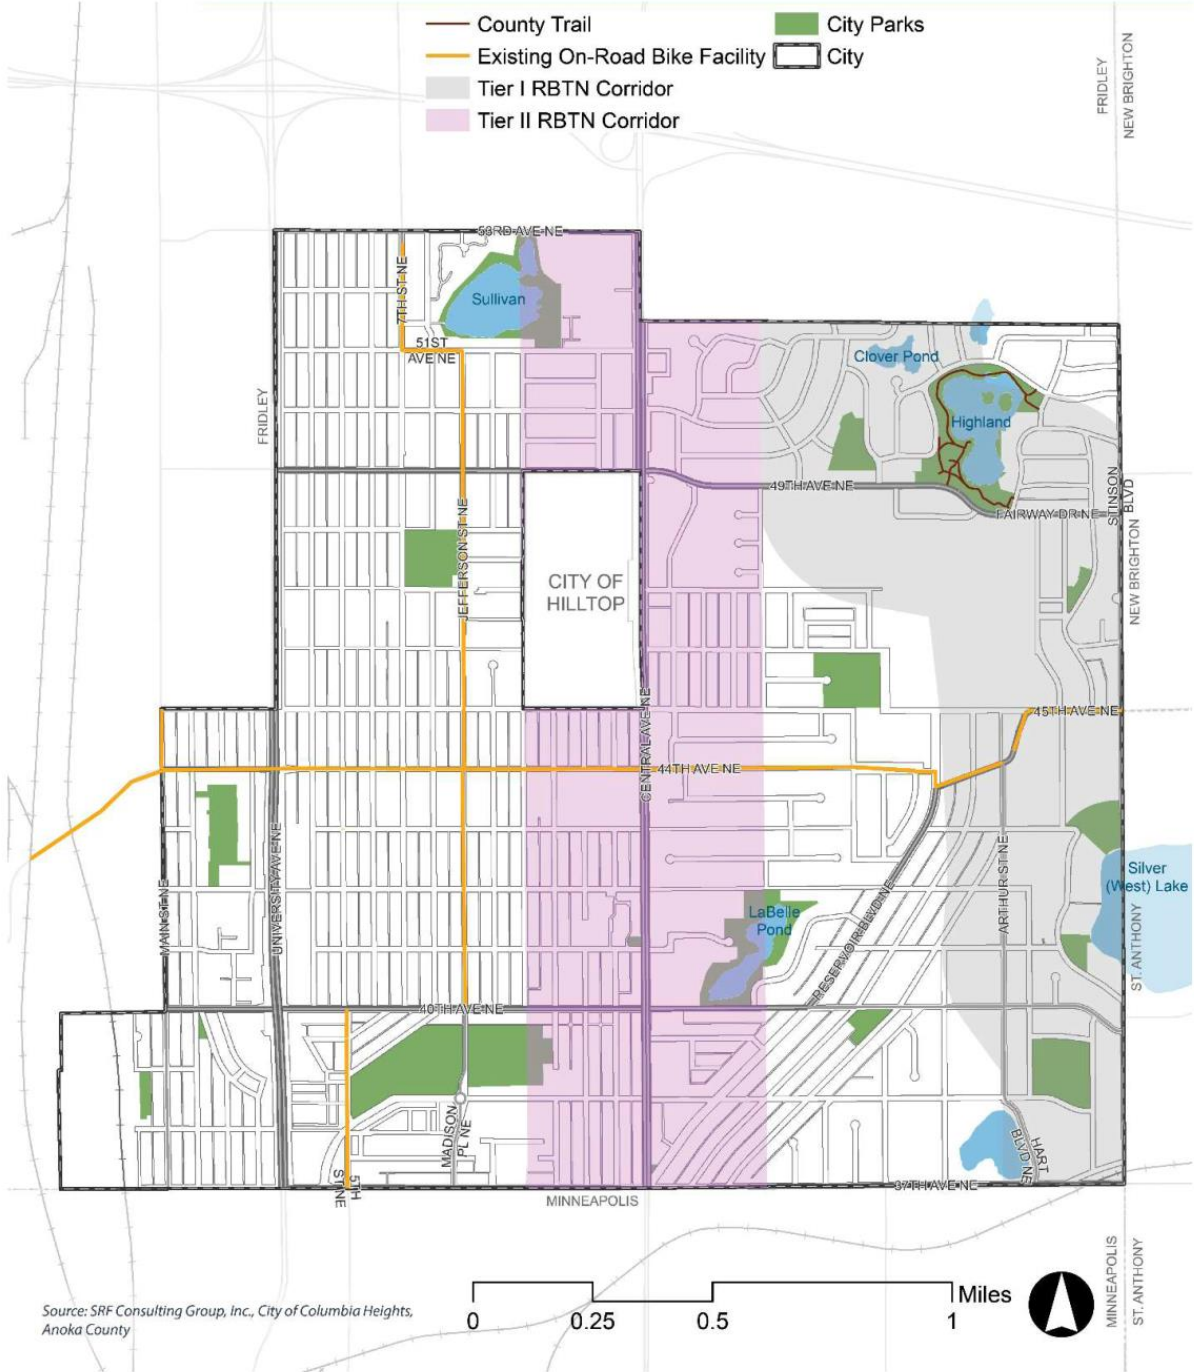 County Trail
City Parks
Existing On-Road Bike Facility
City
Tier I RBTN Corridor
Tier II RBTN Corridor
FRIDLEY
NEW BRIGHTON
53RD AVE NE
7TH ST NE
Sullivan
51ST
AVE NE
Clover Pond
Highland
FRIDLEY
49TH AVE NE
FAIRWAY DR NE
STINSON
BLVD
JEFFERSON ST NE
CITY OF
HILLTOP
NEW BRIGHTON
CENTRAL AVE NE
45TH AVE NE
44TH AVE NE
MAIN ST NE
UNIVERSITY AVE NE
RESERVOIR BLVD NE
ARTHUR ST NE
Silver
(West) Lake
LaBelle
Pond
ST. ANTHONY
40TH AVE NE
MADISON
PL NE
HART
BLVD NE
5TH
ST NE
37TH AVE NE
MINNEAPOLIS
MINNEAPOLIS
ST. ANTHONY
Source: SRF Consulting Group, Inc., City of Columbia Heights,
Anoka County
Miles
0 0.25 0.5 1